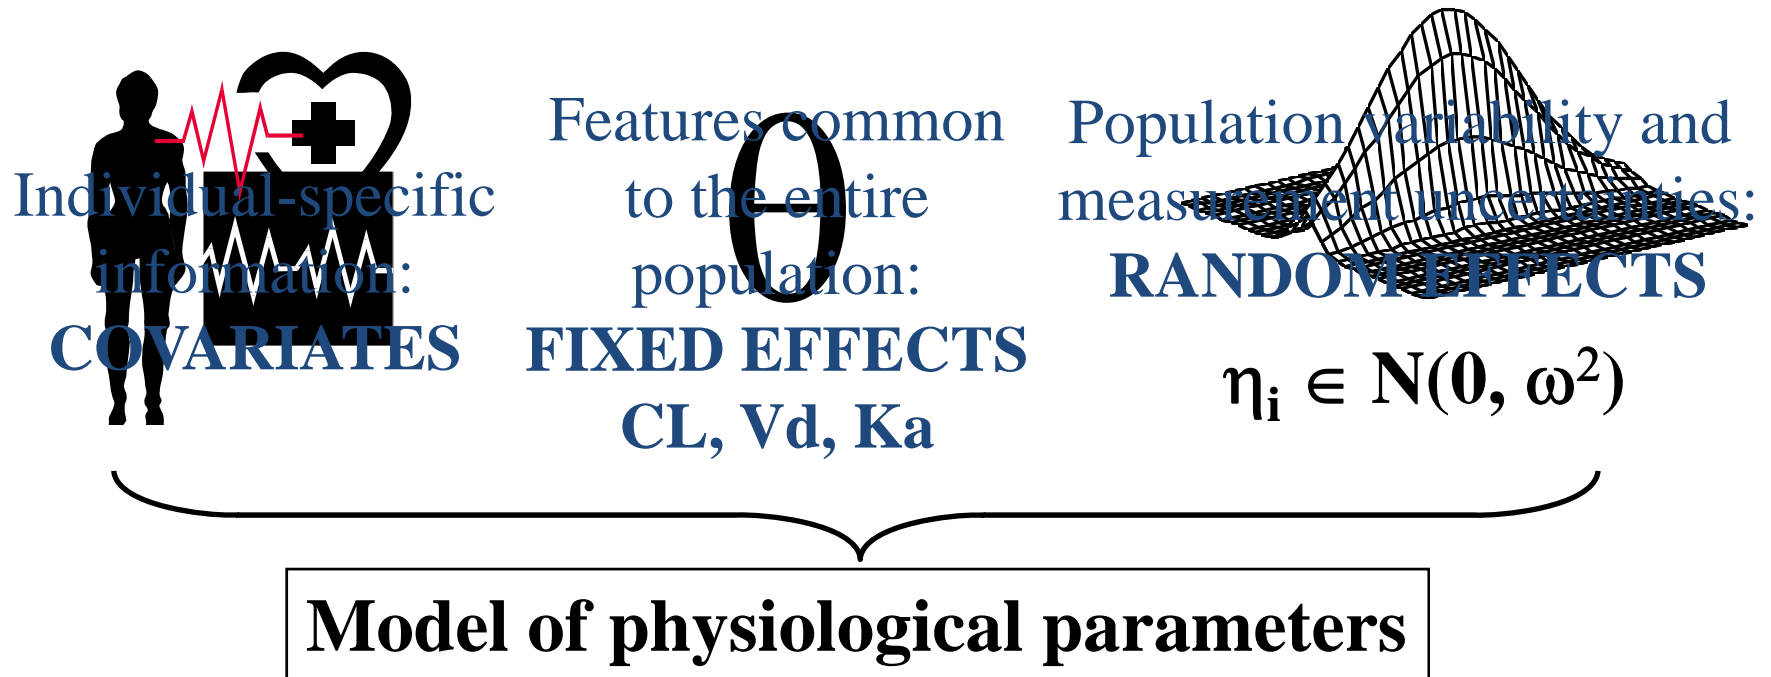 Individual-specific
information:
COVARIATES
Features common
to the entire
population:
FIXED EFFECTS
CL, Vd, Ka
θ
Population variability and
measurement uncertainties:
RANDOM EFFECTS
ηi ∈ N(0, ω²)
Model of physiological parameters